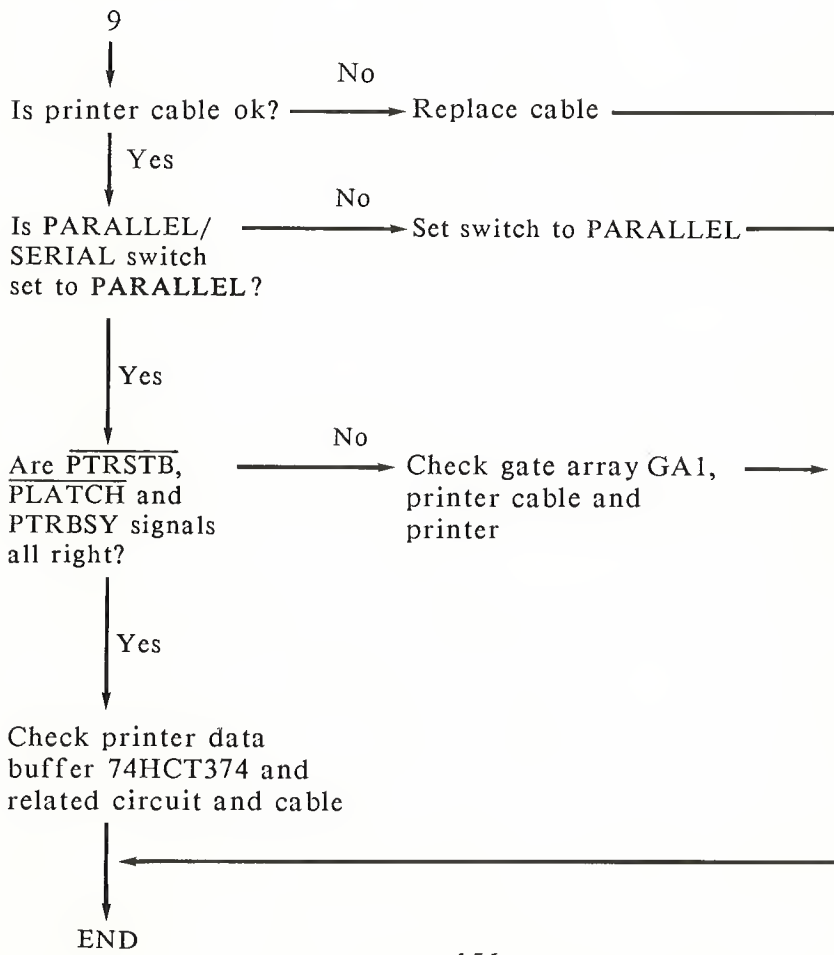 9
No
Is printer cable ok?
Replace cable
Yes
No
Is PARALLEL/
SERIAL switch
set to PARALLEL?
Set switch to PARALLEL
Yes
No
Are PTRSTB,
PLATCH and
PTRBSY signals
all right?
Check gate array GA1,
printer cable and
printer
Yes
Check printer data
buffer 74HCT374 and
related circuit and cable
END